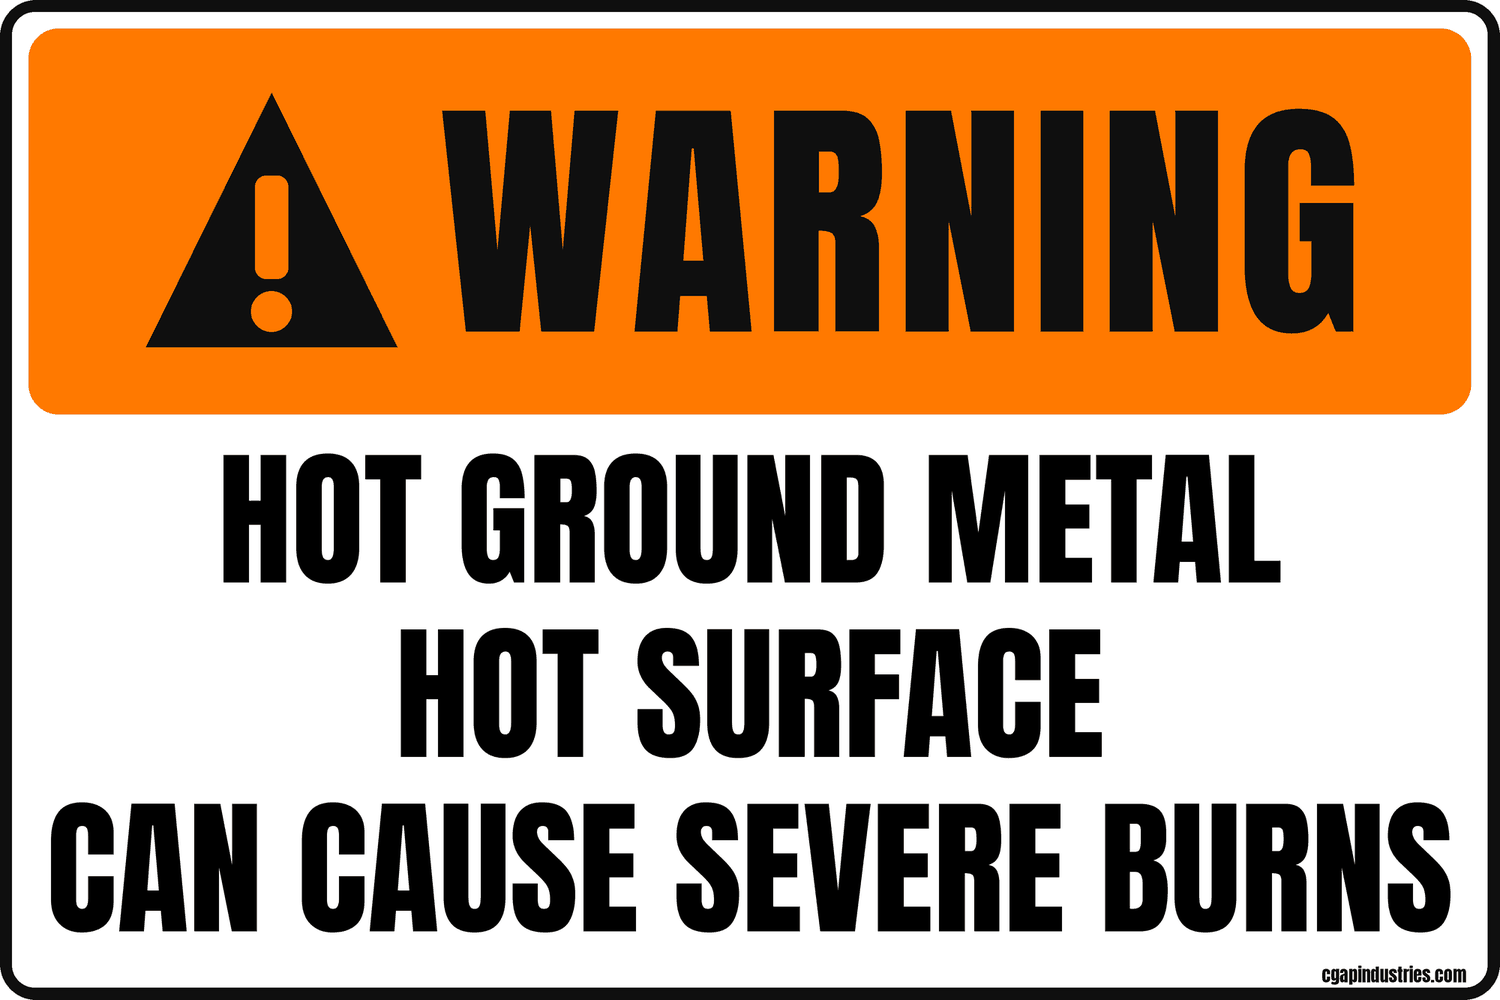 WARNING
HOT GROUND METAL
HOT SURFACE
CAN CAUSE SEVERE BURNS
cgapindustries.com